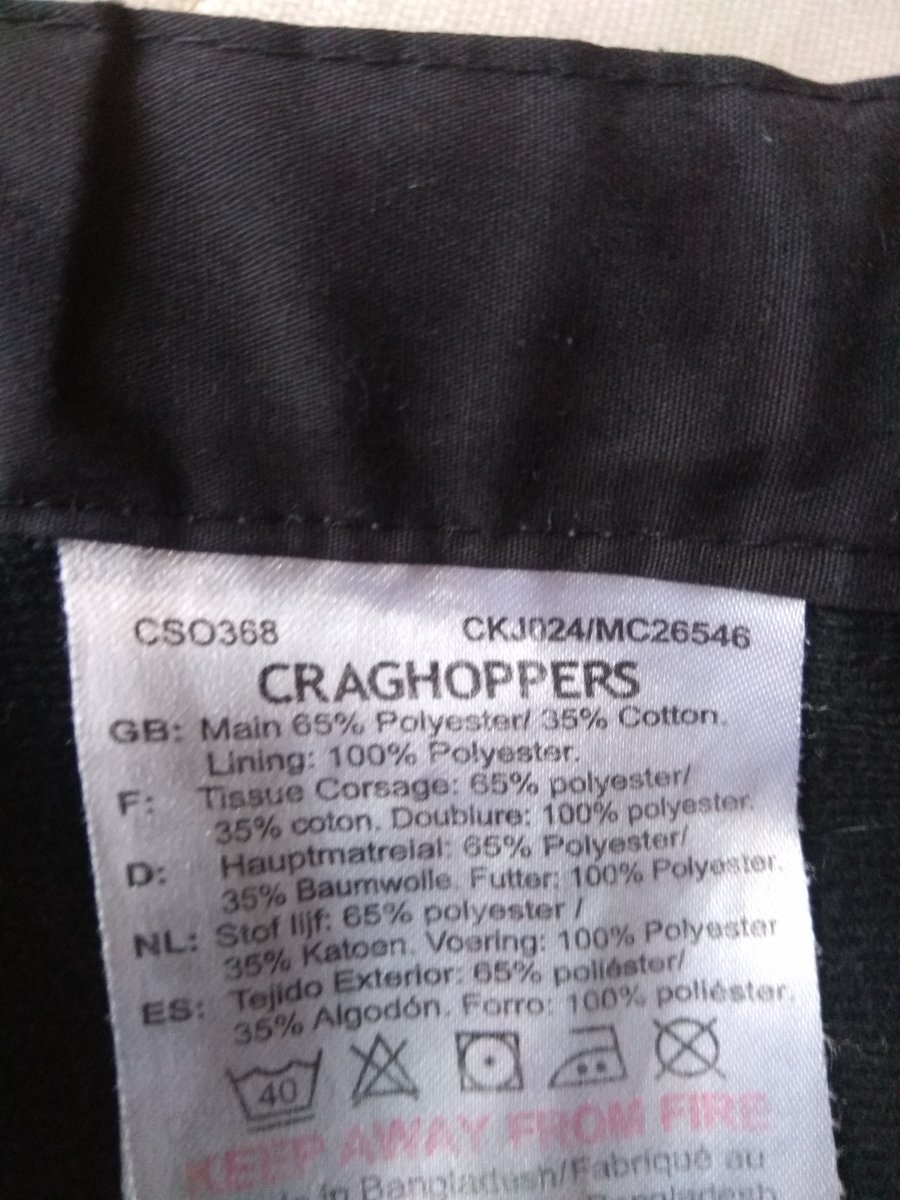 CSO368 CKJ024/MC26546
CRAGHOPPERS
GB: Main 65% Polyester/ 35% Cotton.
Lining: 100% Polyester.
F: Tissue Corsage: 65% polyester/
35% coton. Doublure: 100% polyester.
D: Hauptmatreial: 65% Polyester/
35% Baumwolle. Futter: 100% Polyester.
NL: Stof lijf: 65% polyester /
35% Katoen. Voering: 100% Polyester
ES: Tejido Exterior: 65% poliéster/
35% Algodón. Forro: 100% poliéster.
40
KEEP AWAY FROM FIRE
in Bangladesh/Fabriqué au
Bangladesh